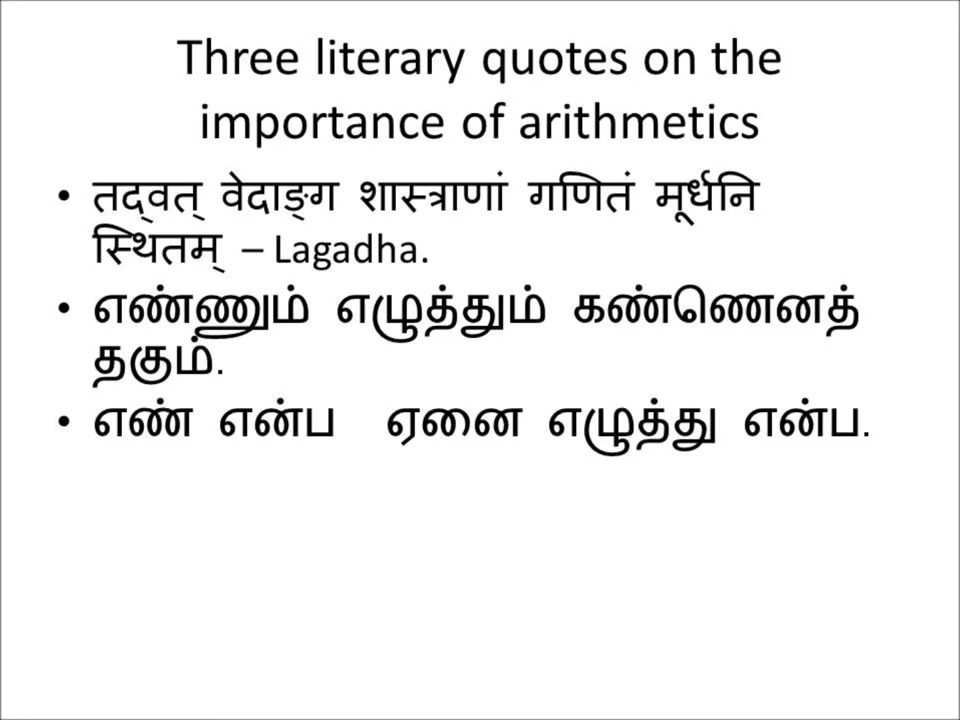 Three literary quotes on the
importance of arithmetics
• तद्‌वत् वेदाङ्ग शास्त्राणां गणितं मूर्धनि
स्थितम् – Lagadha.
• எண்ணும் எழுத்தும் கண்ணெனத்
தகும்.
• எண் என்ப ஏனை எழுத்து என்ப.